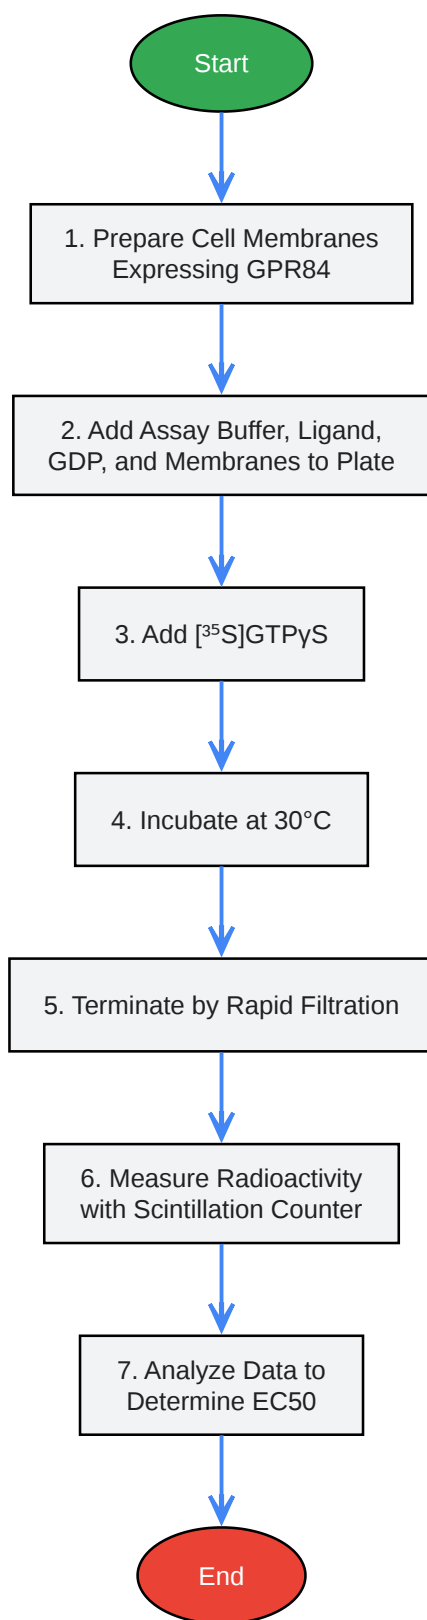 Start
1. Prepare Cell Membranes
Expressing GPR84
2. Add Assay Buffer, Ligand,
GDP, and Membranes to Plate
3. Add [³⁵S]GTPγS
4. Incubate at 30°C
5. Terminate by Rapid Filtration
6. Measure Radioactivity
with Scintillation Counter
7. Analyze Data to
Determine EC50
End